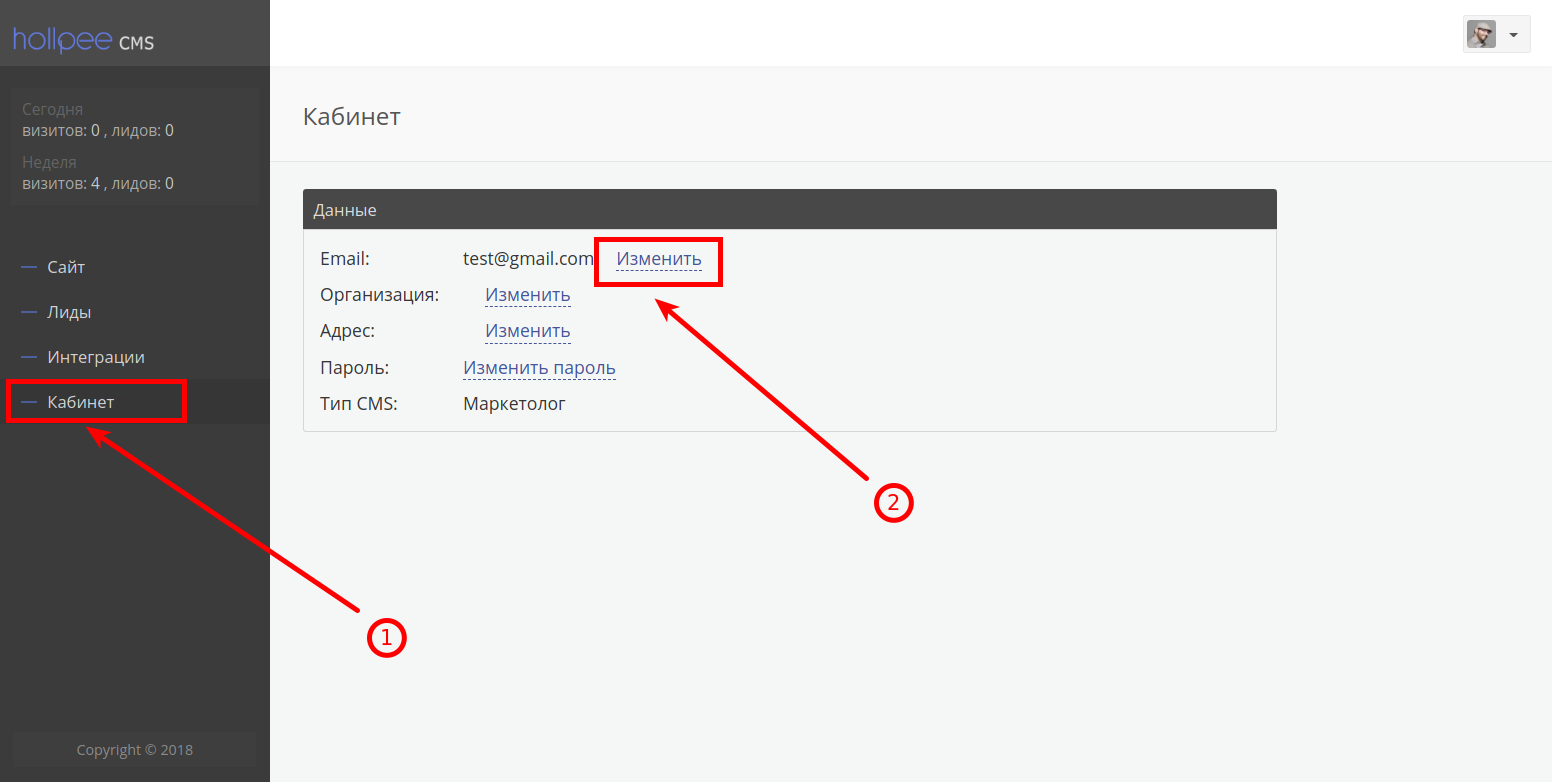 hollpee CMS
Сегодня
визитов: 0 , лидов: 0
Неделя
визитов: 4 , лидов: 0
Сайт
Лиды
Интеграции
Кабинет
Copyright © 2018
Кабинет
Данные
Email: test@gmail.com Изменить
Организация: Изменить
Адрес: Изменить
Пароль: Изменить пароль
Тип CMS: Маркетолог
1
2